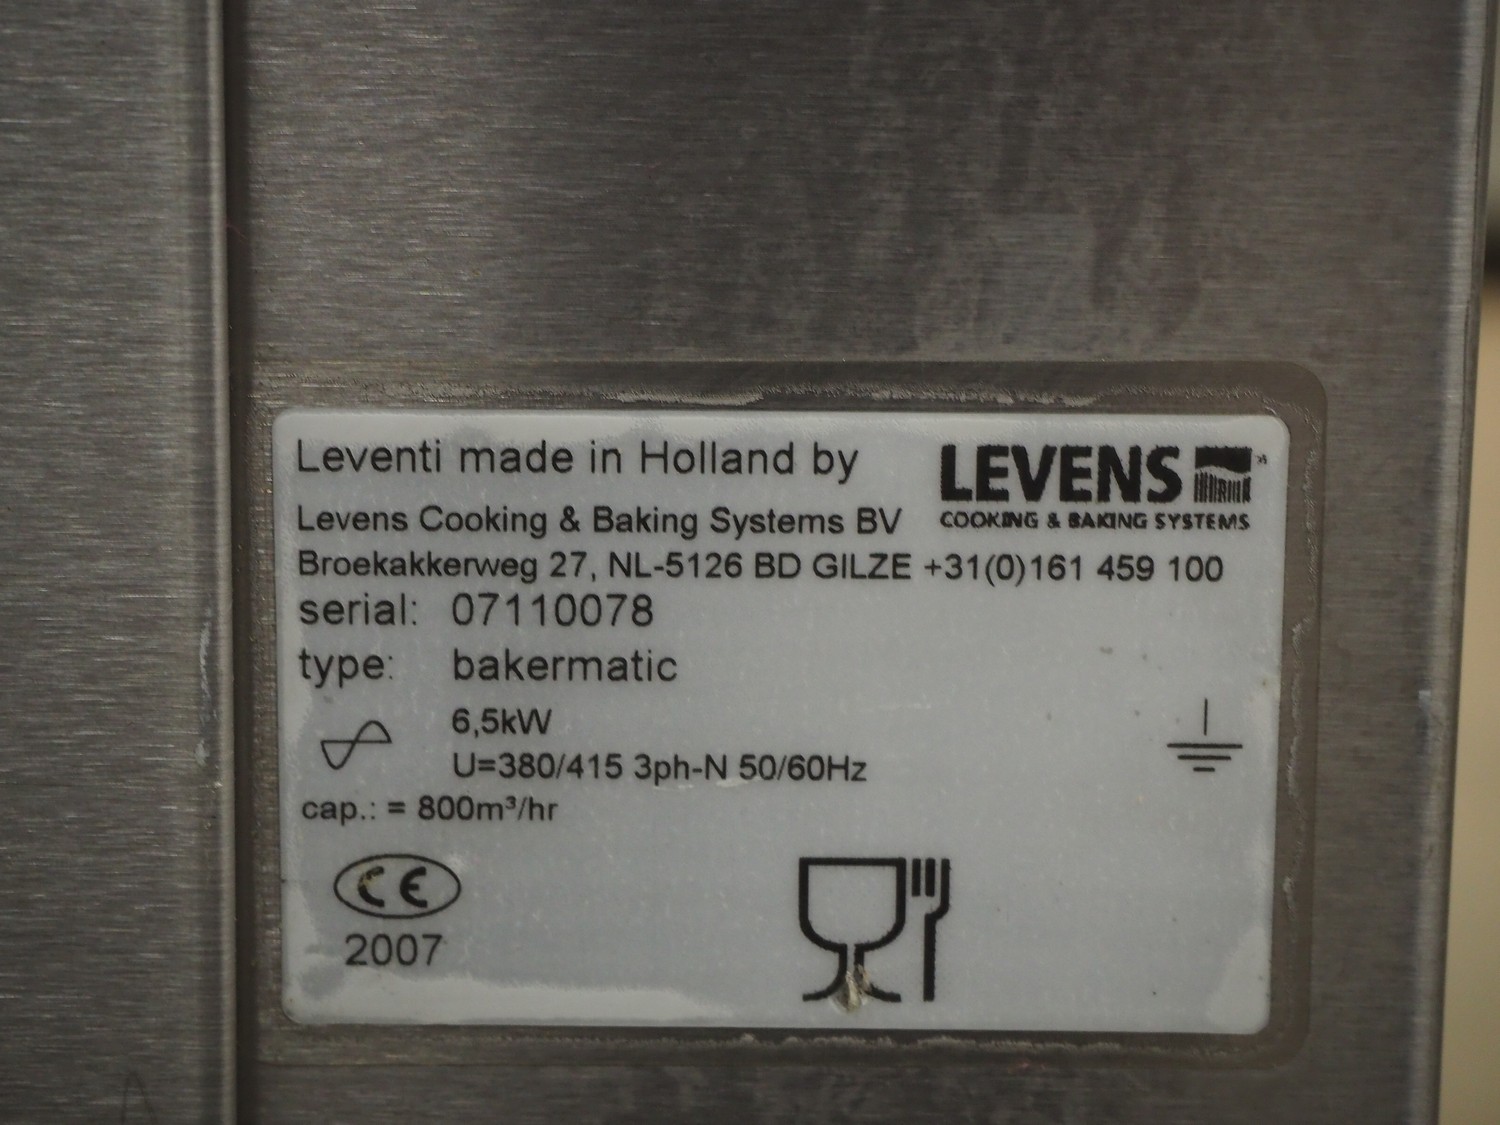 Leventi made in Holland by
LEVENS
COOKING & BAKING SYSTEMS
Levens Cooking & Baking Systems BV
Broekakkerweg 27, NL-5126 BD GILZE +31(0)161 459 100
serial: 07110078
type: bakermatic
6,5kW
U=380/415 3ph-N 50/60Hz
cap.: = 800m³/hr
CE
2007